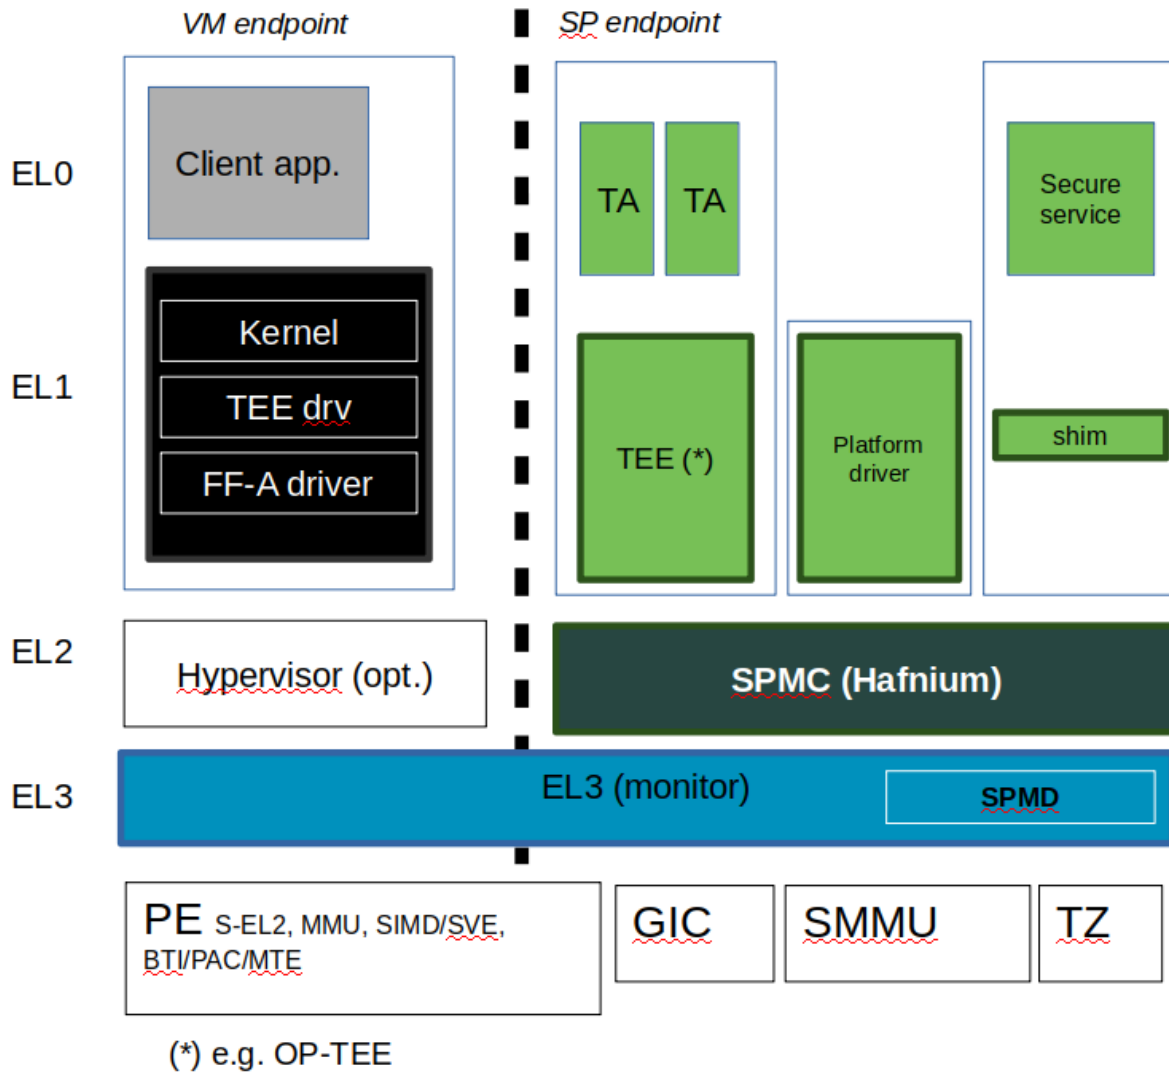 VM endpoint
SP endpoint
EL0
Client app.
TA
TA
Secure
service
EL1
Kernel
TEE drv
FF-A driver
TEE (*)
Platform
driver
shim
EL2
Hypervisor (opt.)
SPMC (Hafnium)
EL3
EL3 (monitor)
SPMD
PE S-EL2, MMU, SIMD/SVE,
BTI/PAC/MTE
GIC
SMMU
TZ
(*) e.g. OP-TEE